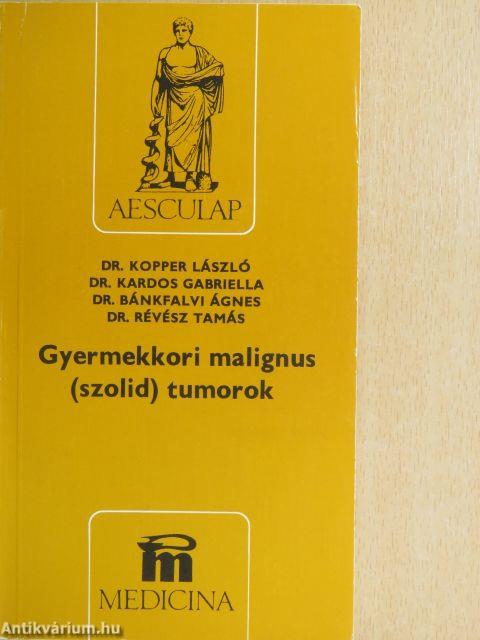 AESCULAP
DR. KOPPER LÁSZLÓ
DR. KARDOS GABRIELLA
DR. BÁNKFALVI ÁGNES
DR. RÉVÉSZ TAMÁS
Gyermekkori malignus
(szolid) tumorok
m
MEDICINA
Antikvárium.hu